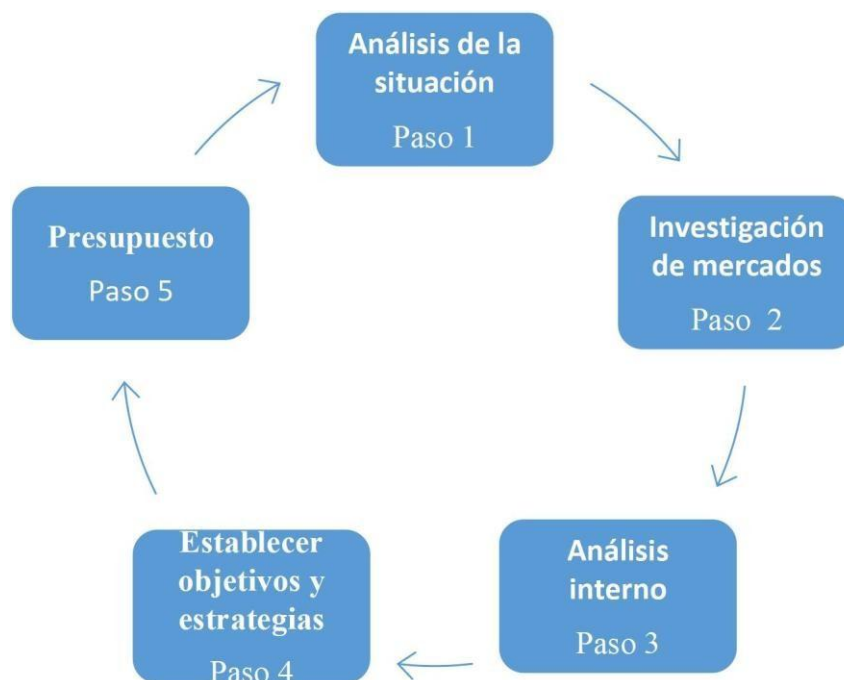 Análisis de la
situación
Paso 1
Investigación
de mercados
Paso 2
Análisis
interno
Paso 3
Establecer
objetivos y
estrategias
Paso 4
Presupuesto
Paso 5